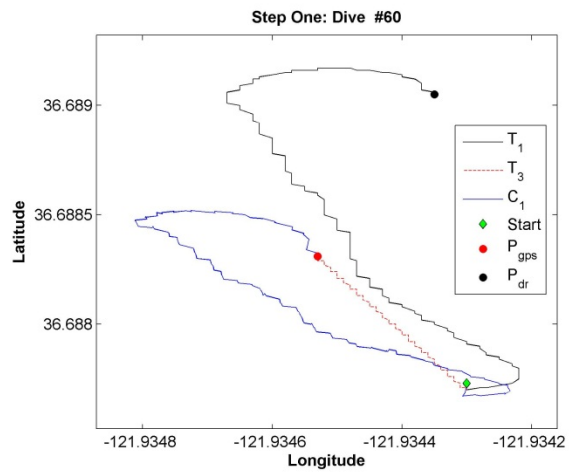 Step One: Dive #60
Latitude
36.689
36.6885
36.688
T1
T3
C1
Start
Pgps
Pdr
-121.9348
-121.9346
-121.9344
-121.9342
Longitude